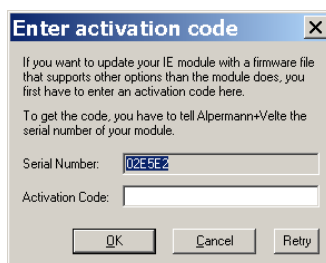 Enter activation code
If you want to update your IE module with a firmware file
that supports other options than the module does, you
first have to enter an activation code here.
To get the code, you have to tell Alpermann+Velte the
serial number of your module.
Serial Number: 02E5E2
Activation Code:
OK Cancel Retry